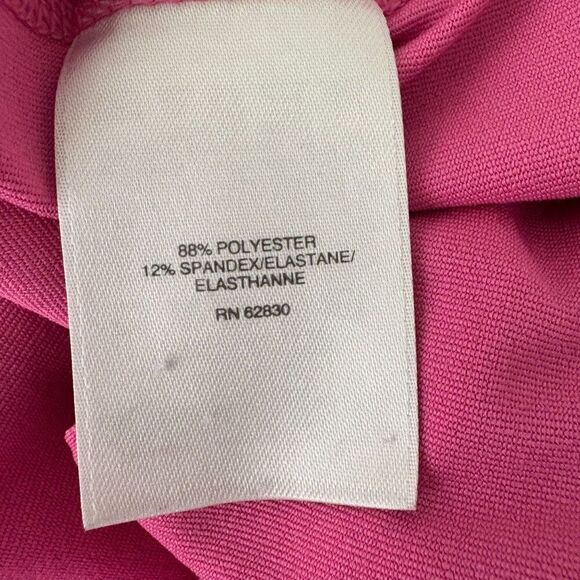 88% POLYESTER
12% SPANDEX/ELASTANE/
ELASTHANNE
RN 62830